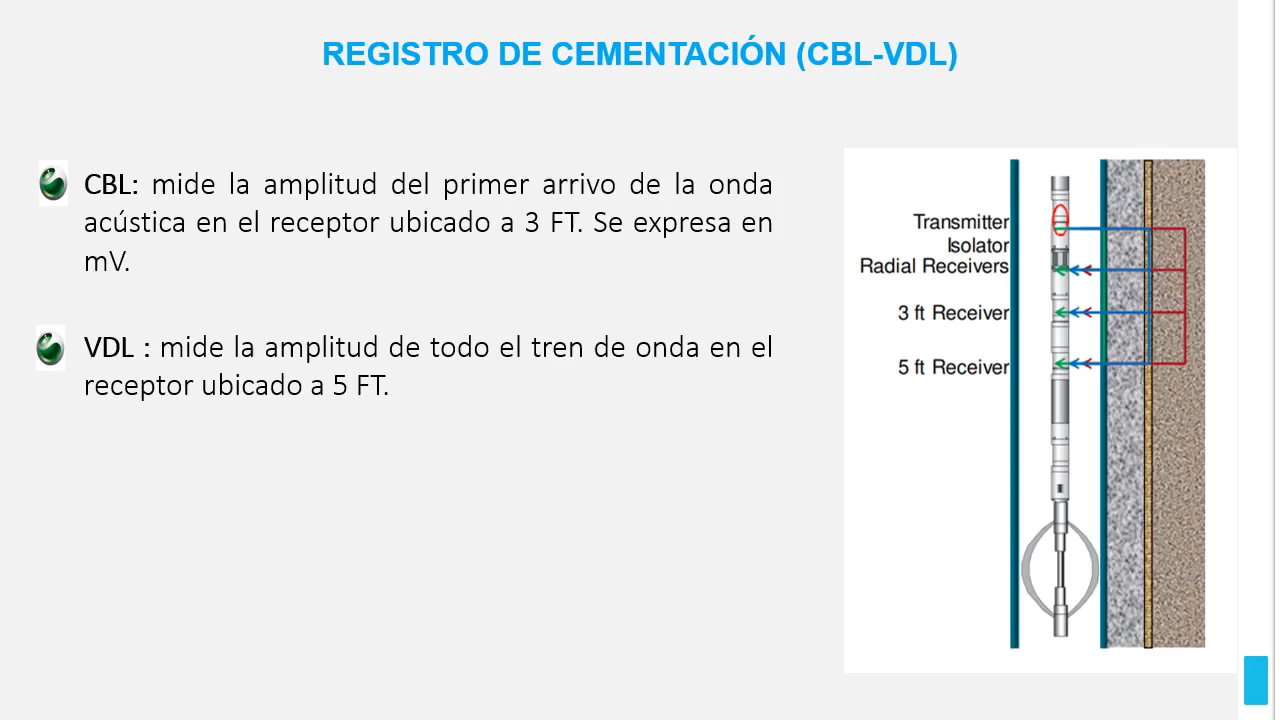 REGISTRO DE CEMENTACIÓN (CBL-VDL)
CBL: mide la amplitud del primer arrivo de la onda
acústica en el receptor ubicado a 3 FT. Se expresa en
mV.
VDL : mide la amplitud de todo el tren de onda en el
receptor ubicado a 5 FT.
Transmitter
Isolator
Radial Receivers
3 ft Receiver
5 ft Receiver